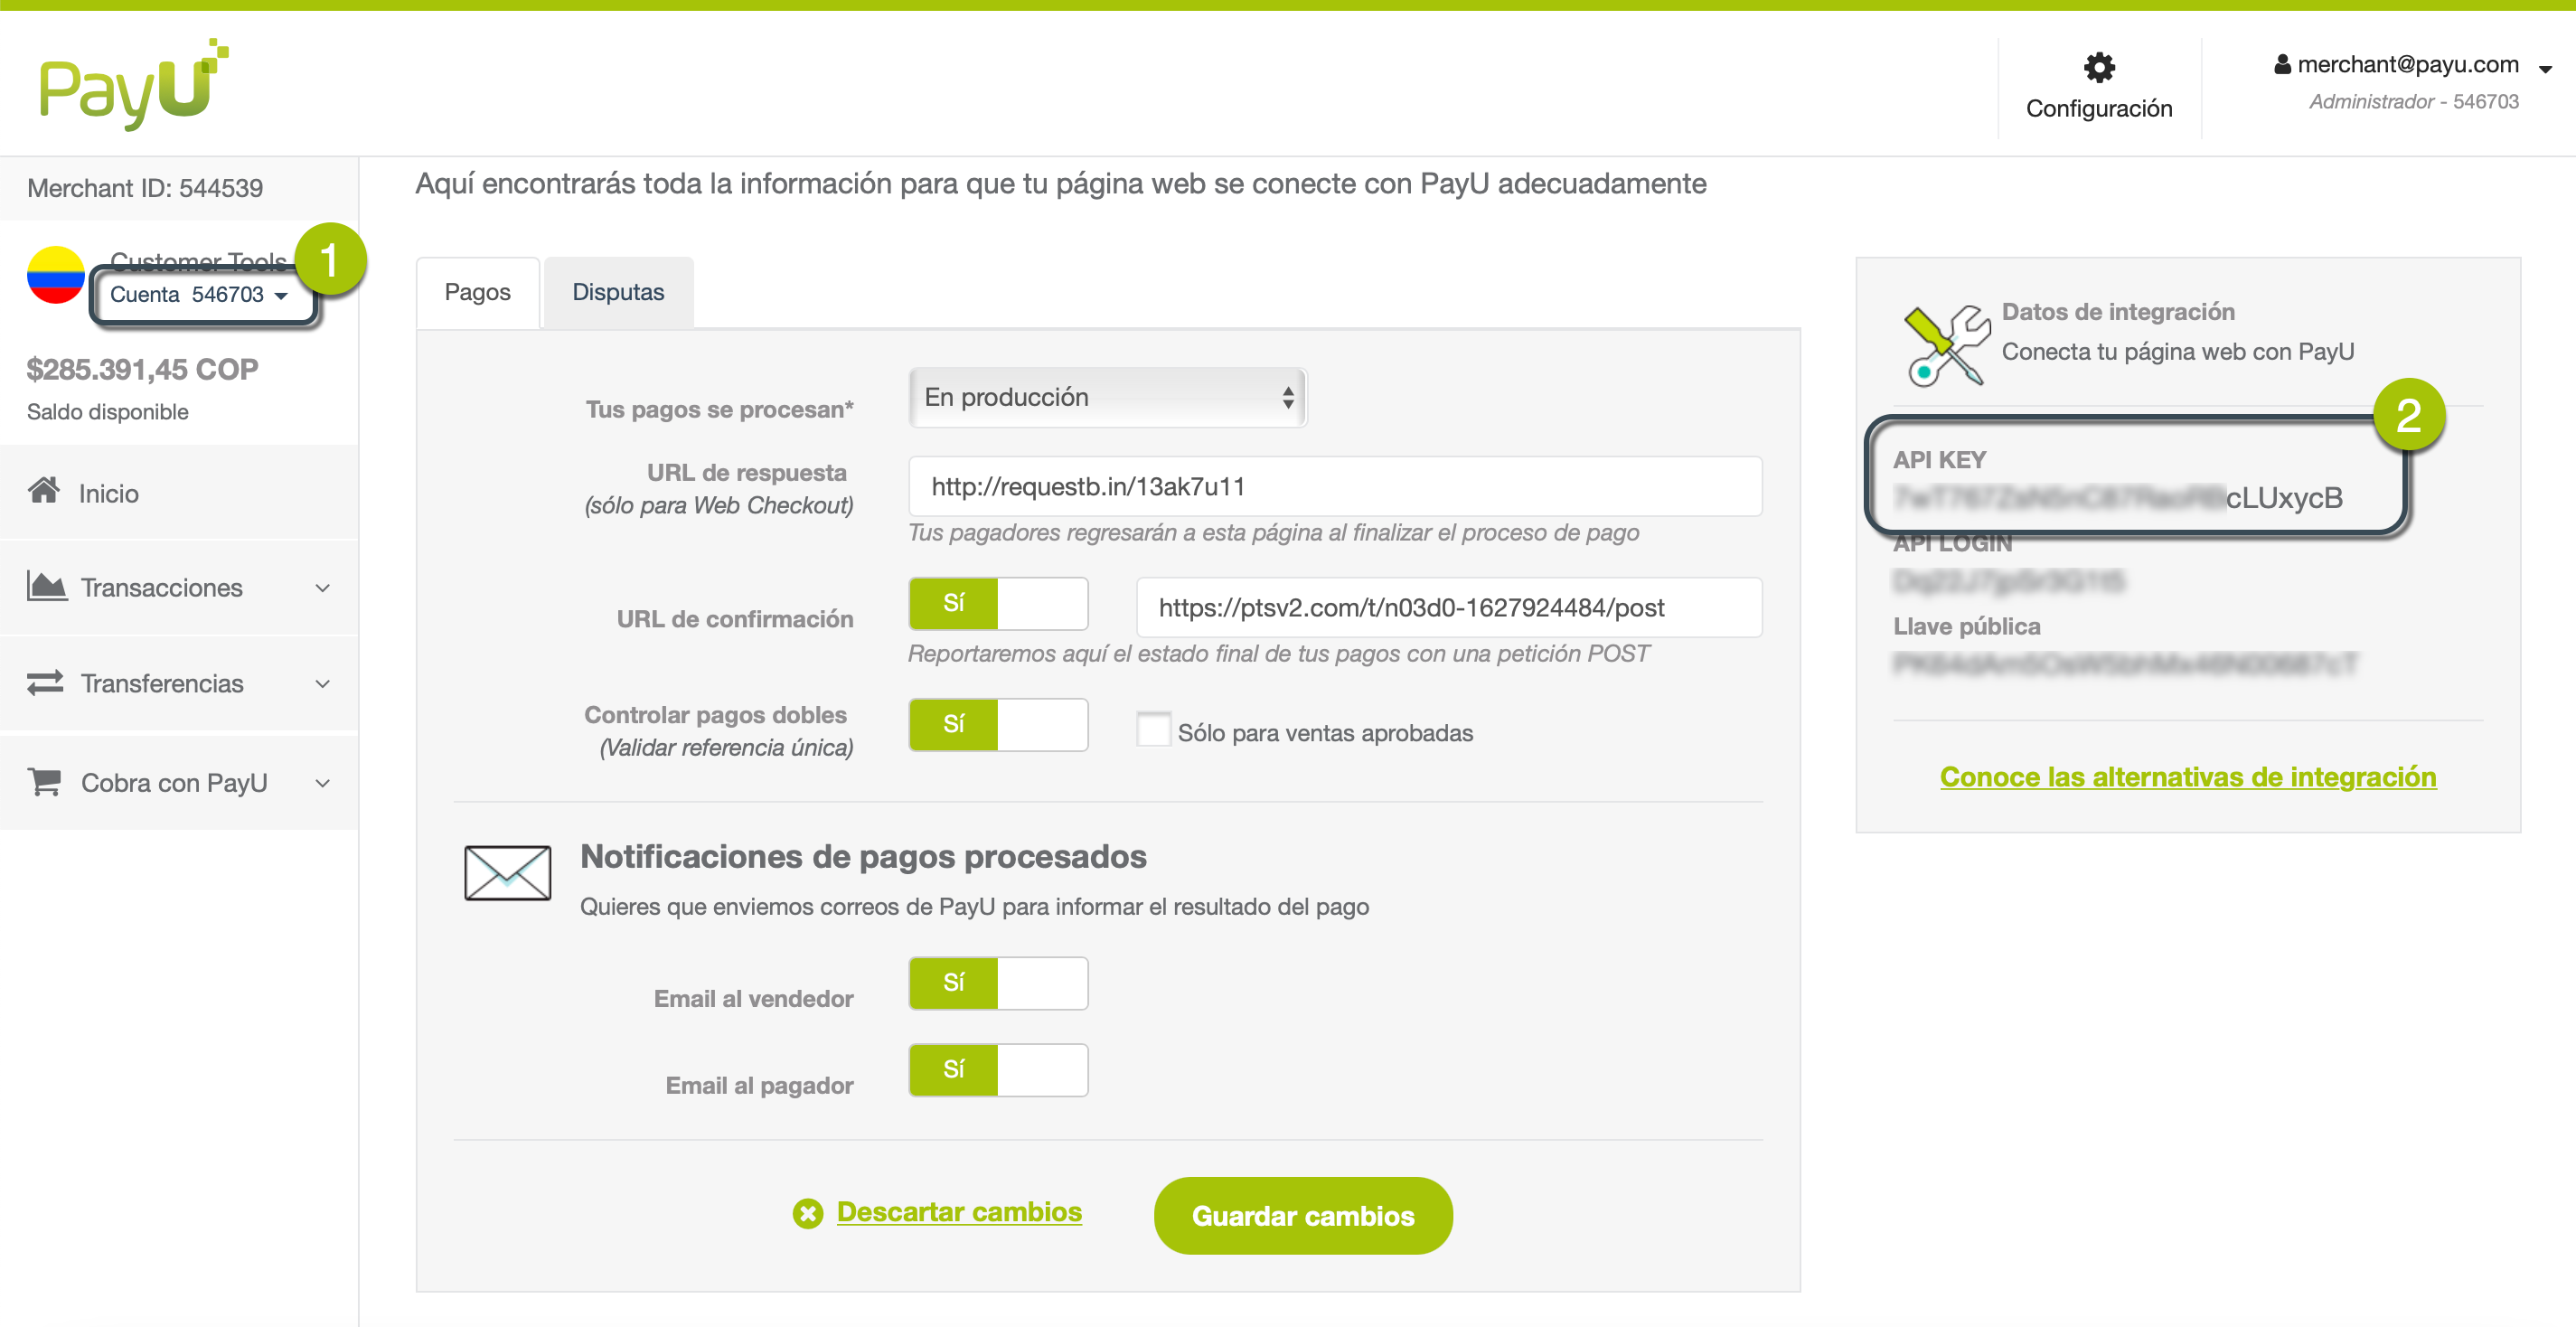 PayU
Configuración
merchant@payu.com
Administrador - 546703
Merchant ID: 544539
Customer Tools
1
Cuenta 546703
$285.391,45 COP
Saldo disponible
Inicio
Transacciones
Transferencias
Cobra con PayU
Aquí encontrarás toda la información para que tu página web se conecte con PayU adecuadamente
Pagos
Disputas
Tus pagos se procesan*
En producción
URL de respuesta
(sólo para Web Checkout)
http://requestb.in/13ak7u11
Tus pagadores regresarán a esta página al finalizar el proceso de pago
URL de confirmación
Sí
https://ptsv2.com/t/n03d0-1627924484/post
Reportaremos aquí el estado final de tus pagos con una petición POST
Controlar pagos dobles
(Validar referencia única)
Sí
Sólo para ventas aprobadas
Notificaciones de pagos procesados
Quieres que enviemos correos de PayU para informar el resultado del pago
Email al vendedor
Sí
Email al pagador
Sí
Descartar cambios
Guardar cambios
Datos de integración
Conecta tu página web con PayU
2
API KEY
cLUxycB
API LOGIN
Llave pública
Conoce las alternativas de integración